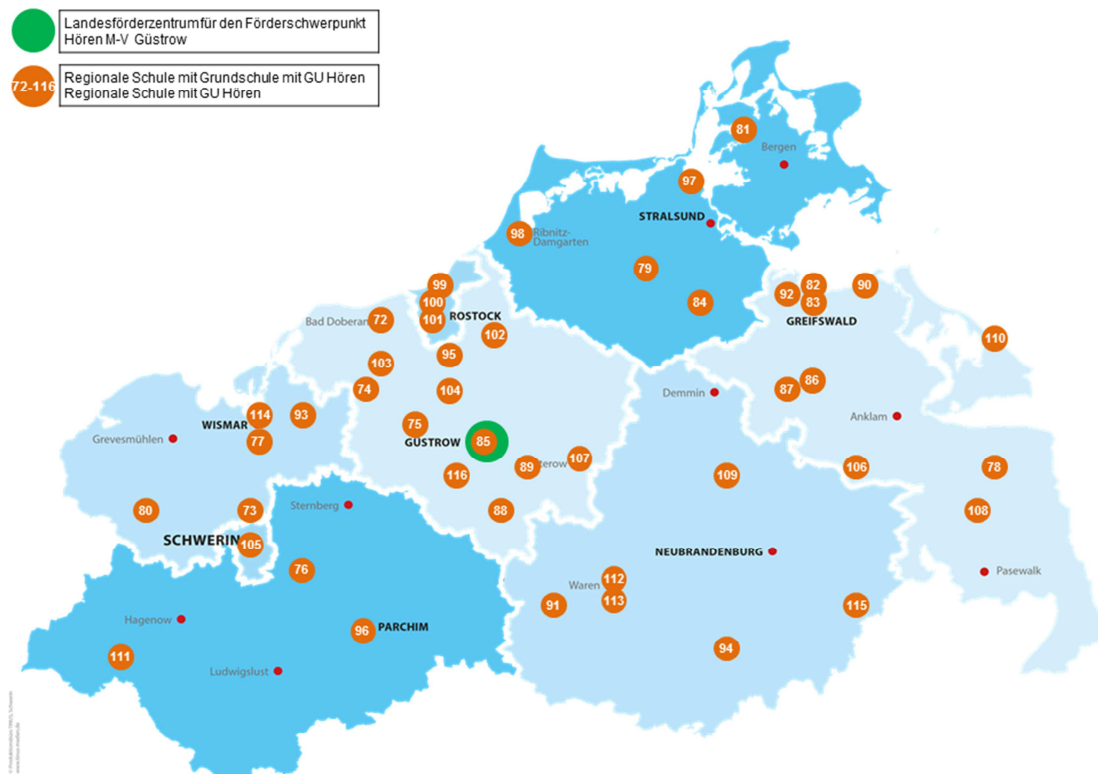 Landesförderzentrum für den Förderschwerpunkt
Hören M-V Güstrow
72-116
Regionale Schule mit Grundschule mit GU Hören
Regionale Schule mit GU Hören
81
Bergen
97
STRALSUND
98
Ribnitz-
Damgarten
79
84
99
100
101
ROSTOCK
102
Bad Doberan
72
95
103
74
104
92
82
83
90
GREIFSWALD
110
87
86
Demmin
Anklam
114
93
WISMAR
77
Grevesmühlen
75
GÜSTROW
85
116
89
terow
107
88
109
106
78
108
80
73
Sternberg
SCHWERIN
105
76
NEUBRANDENBURG
Pasewalk
Waren
112
113
91
115
94
Hagenow
96
PARCHIM
111
Ludwigslust